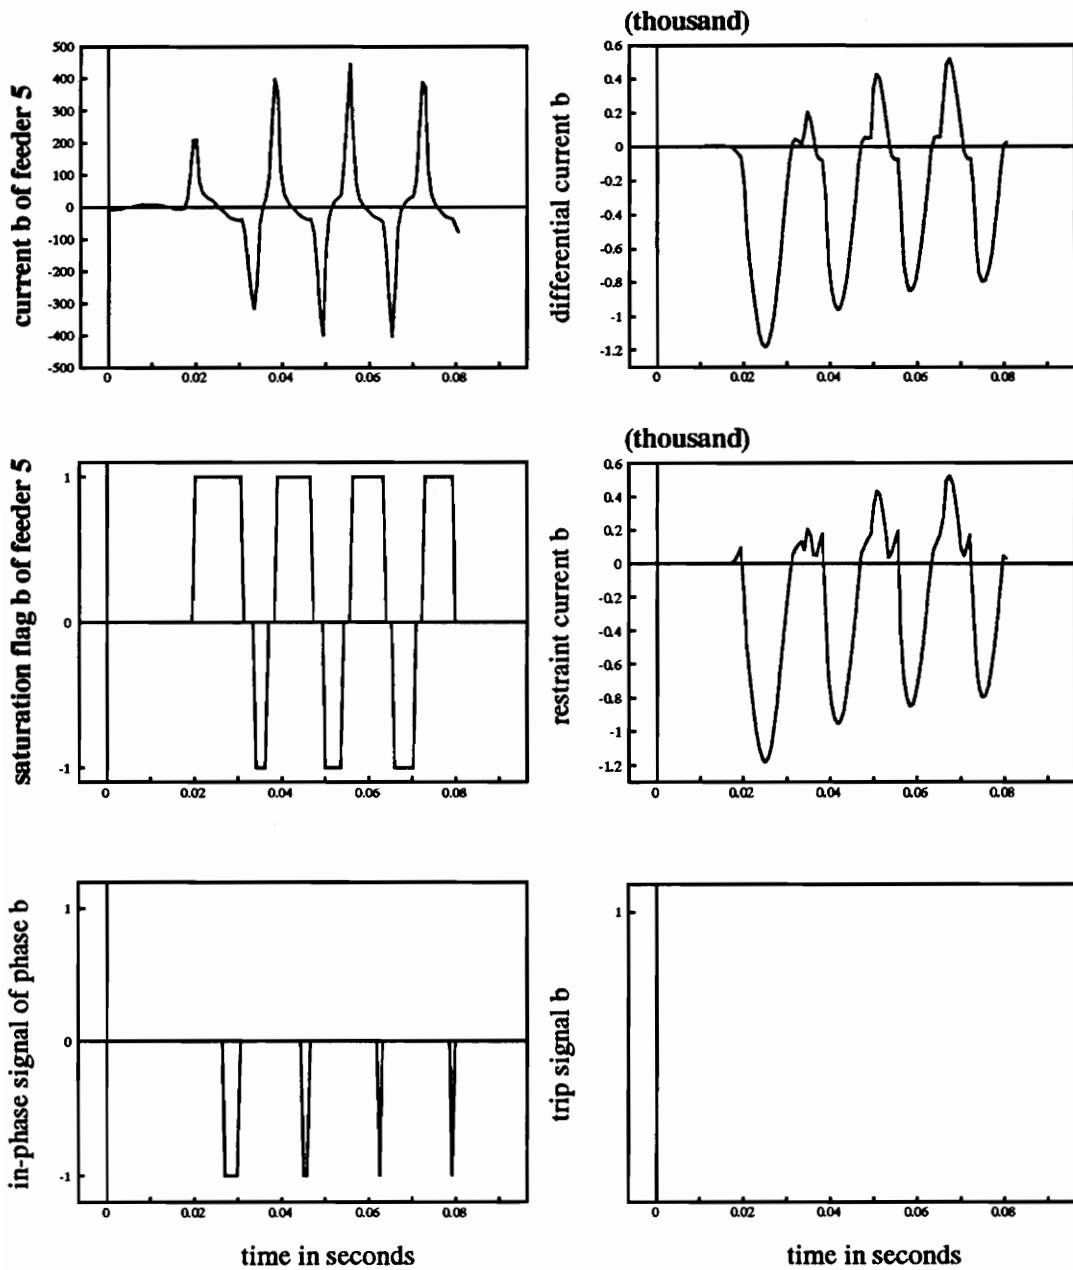 (thousand)
current b of feeder 5
500
400
300
200
100
0
-100
-200
-300
-400
-500
0 0.02 0.04 0.06 0.08
differential current b
0.6
0.4
0.2
0
-0.2
-0.4
-0.6
-0.8
-1
-1.2
0 0.02 0.04 0.06 0.08
(thousand)
saturation flag b of feeder 5
1
0
-1
0 0.02 0.04 0.06 0.08
restraint current b
0.6
0.4
0.2
0
-0.2
-0.4
-0.6
-0.8
-1
-1.2
0 0.02 0.04 0.06 0.08
in-phase signal of phase b
1
0
-1
0 0.02 0.04 0.06 0.08
time in seconds
trip signal b
1
0 0.02 0.04 0.06 0.08
time in seconds